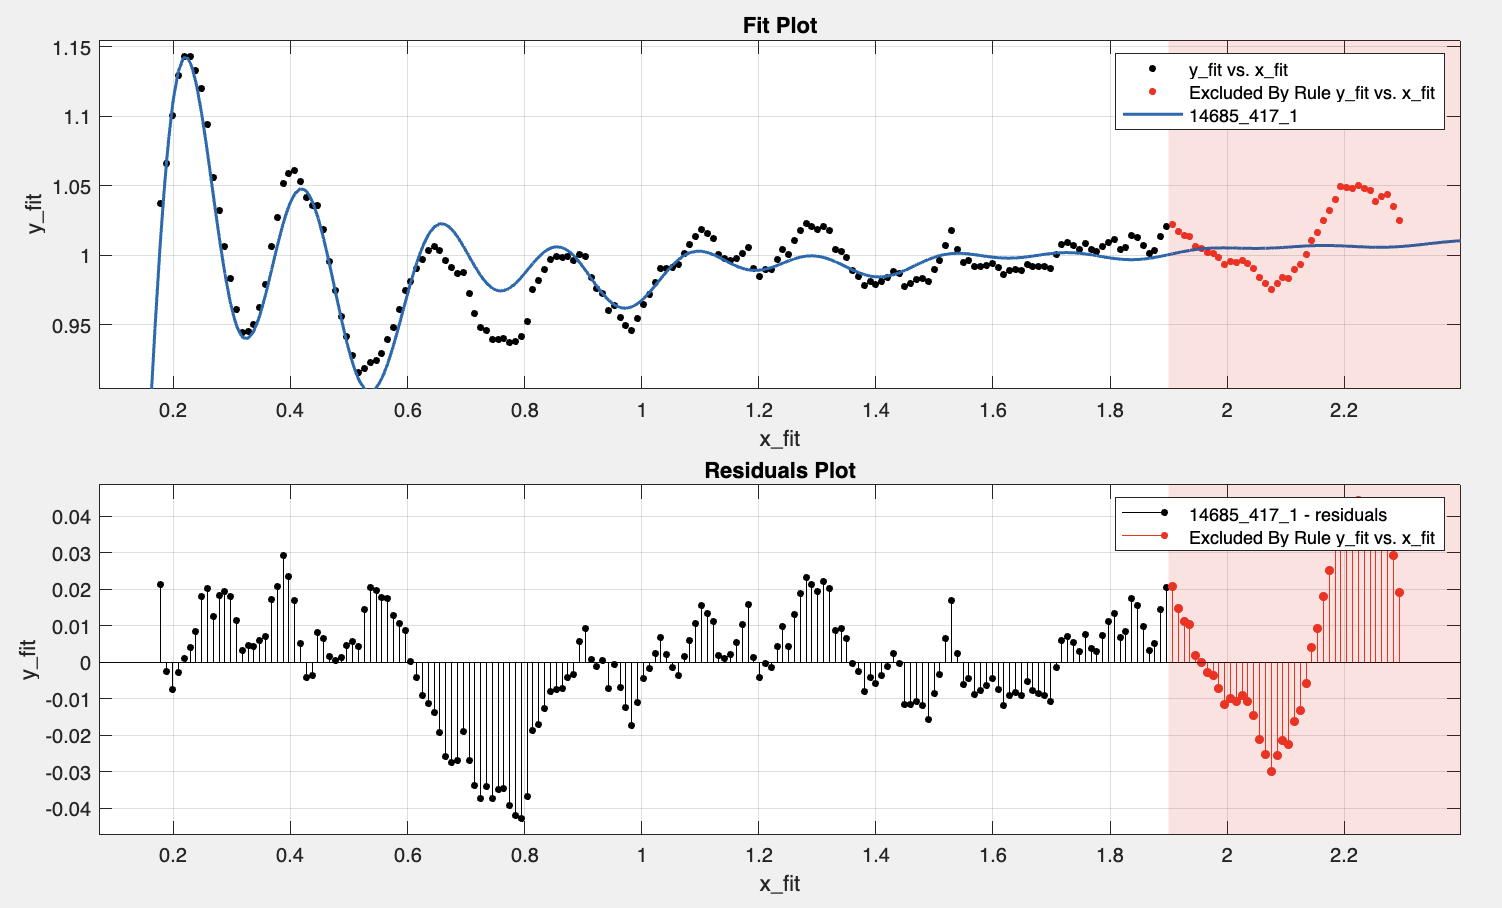 Fit Plot
1.15
1.1
1.05
1
0.95
y_fit
y_fit vs. x_fit
Excluded By Rule y_fit vs. x_fit
14685_417_1
0.2 0.4 0.6 0.8 1 1.2 1.4 1.6 1.8 2 2.2
x_fit
Residuals Plot
0.04
0.03
0.02
0.01
0
-0.01
-0.02
-0.03
-0.04
y_fit
14685_417_1 - residuals
Excluded By Rule y_fit vs. x_fit
0.2 0.4 0.6 0.8 1 1.2 1.4 1.6 1.8 2 2.2
x_fit